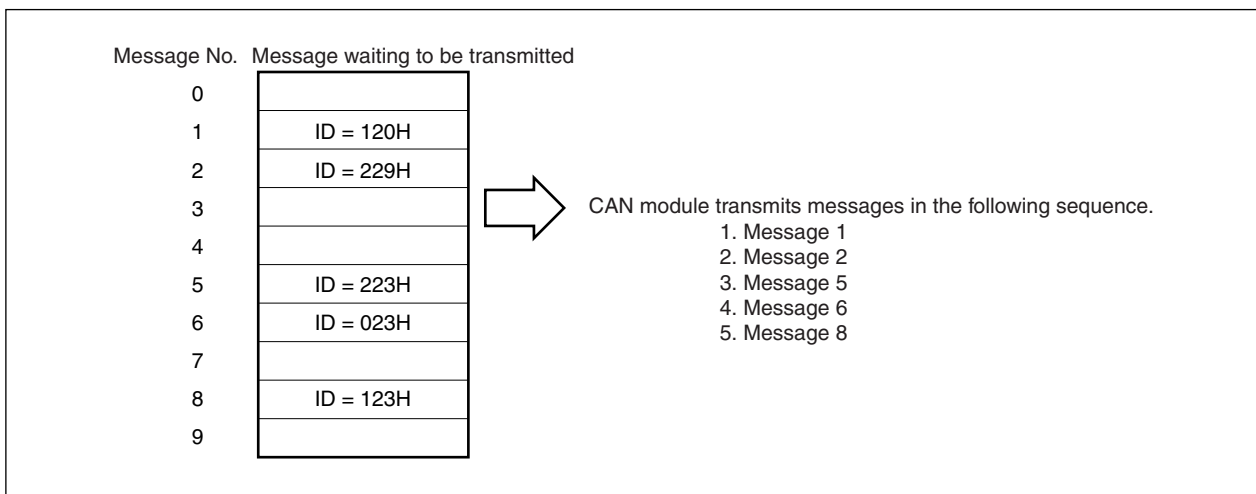 Message No. Message waiting to be transmitted
0
1 ID = 120H
2 ID = 229H
3
4
5 ID = 223H
6 ID = 023H
7
8 ID = 123H
9
CAN module transmits messages in the following sequence.
1. Message 1
2. Message 2
3. Message 5
4. Message 6
5. Message 8